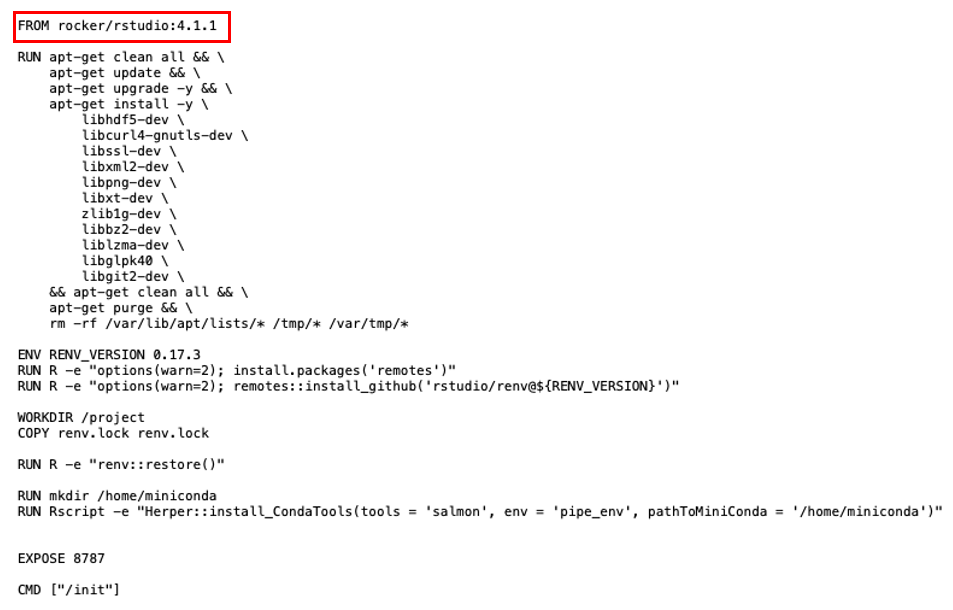 FROM rocker/rstudio:4.1.1
RUN apt-get clean all && \
apt-get update && \
apt-get upgrade -y && \
apt-get install -y \
libhdf5-dev \
libcurl4-gnutls-dev \
libssl-dev \
libxml2-dev \
libpng-dev \
libxt-dev \
zlib1g-dev \
libbz2-dev \
liblzma-dev \
libglpk40 \
libgit2-dev \
&& apt-get clean all && \
apt-get purge && \
rm -rf /var/lib/apt/lists/* /tmp/* /var/tmp/*
ENV RENV_VERSION 0.17.3
RUN R -e "options(warn=2); install.packages('remotes')"
RUN R -e "options(warn=2); remotes::install_github('rstudio/renv@${RENV_VERSION}')"
WORKDIR /project
COPY renv.lock renv.lock
RUN R -e "renv::restore()"
RUN mkdir /home/miniconda
RUN Rscript -e "Herper::install_CondaTools(tools = 'salmon', env = 'pipe_env', pathToMiniConda = '/home/miniconda')"
EXPOSE 8787
CMD ["/init"]